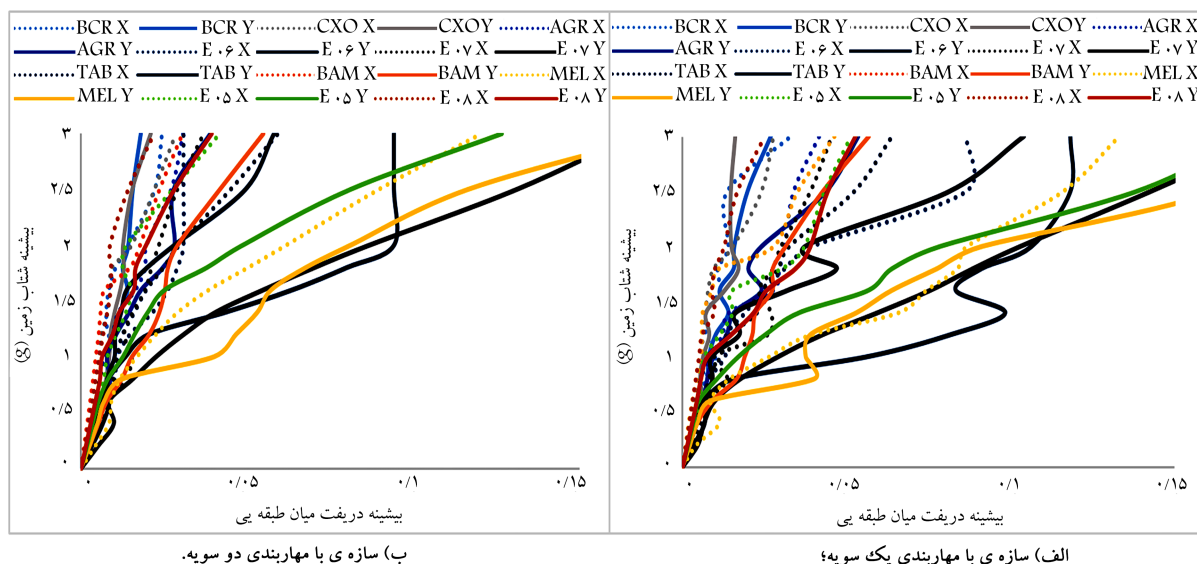 BCR X BCR Y CXO X CXOY AGR X
AGR Y E ۰۶ X E ۰۶ Y E ۰۷ X E ۰۷ Y
TAB X TAB Y BAM X BAM Y MEL X
MEL Y E ۰۵ X E ۰۵ Y E ۰۸ X E ۰۸ Y
بیشینه شتاب زمین (g)
۳
۲/۵
۲
۱/۵
۱
۰/۵
۰
۰ ۰/۰۵ ۰/۱ ۰/۱۵
بیشینه دریفت میان طبقه یی
الف) سازه ی با مهاربندی یک سویه؛
BCR X BCR Y CXO X CXOY AGR X
AGR Y E ۰۶ X E ۰۶ Y E ۰۷ X E ۰۷ Y
TAB X TAB Y BAM X BAM Y MEL X
MEL Y E ۰۵ X E ۰۵ Y E ۰۸ X E ۰۸ Y
بیشینه شتاب زمین (g)
۳
۲/۵
۲
۱/۵
۱
۰/۵
۰
۰ ۰/۰۵ ۰/۱ ۰/۱۵
بیشینه دریفت میان طبقه یی
ب) سازه ی با مهاربندی دو سویه.